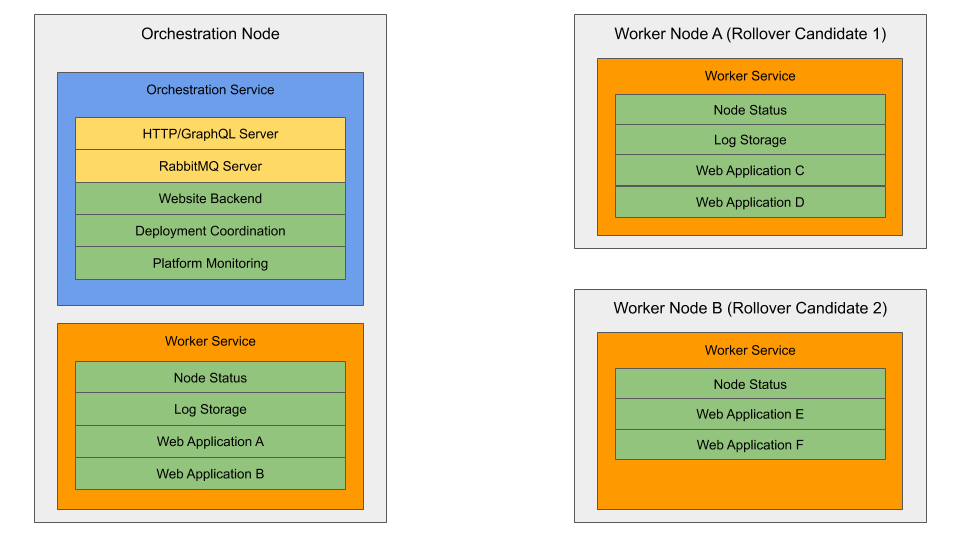 Orchestration Node
Orchestration Service
HTTP/GraphQL Server
RabbitMQ Server
Website Backend
Deployment Coordination
Platform Monitoring
Worker Service
Node Status
Log Storage
Web Application A
Web Application B
Worker Node A (Rollover Candidate 1)
Worker Service
Node Status
Log Storage
Web Application C
Web Application D
Worker Node B (Rollover Candidate 2)
Worker Service
Node Status
Web Application E
Web Application F